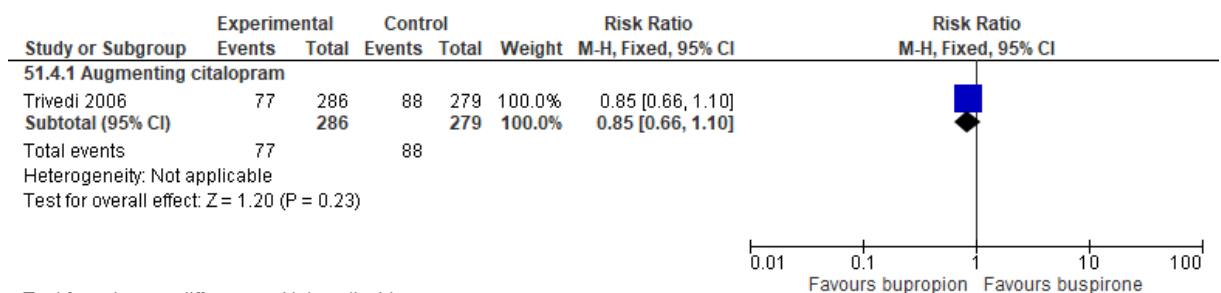 Experimental Control Risk Ratio Risk Ratio
Study or Subgroup Events Total Events Total Weight M-H, Fixed, 95% CI M-H, Fixed, 95% CI
51.4.1 Augmenting citalopram
Trivedi 2006 77 286 88 279 100.0% 0.85 [0.66, 1.10]
Subtotal (95% CI) 286 279 100.0% 0.85 [0.66, 1.10]
Total events 77 88
Heterogeneity: Not applicable
Test for overall effect: Z = 1.20 (P = 0.23)
0.01 0.1 1 10 100
Favours bupropion Favours buspirone